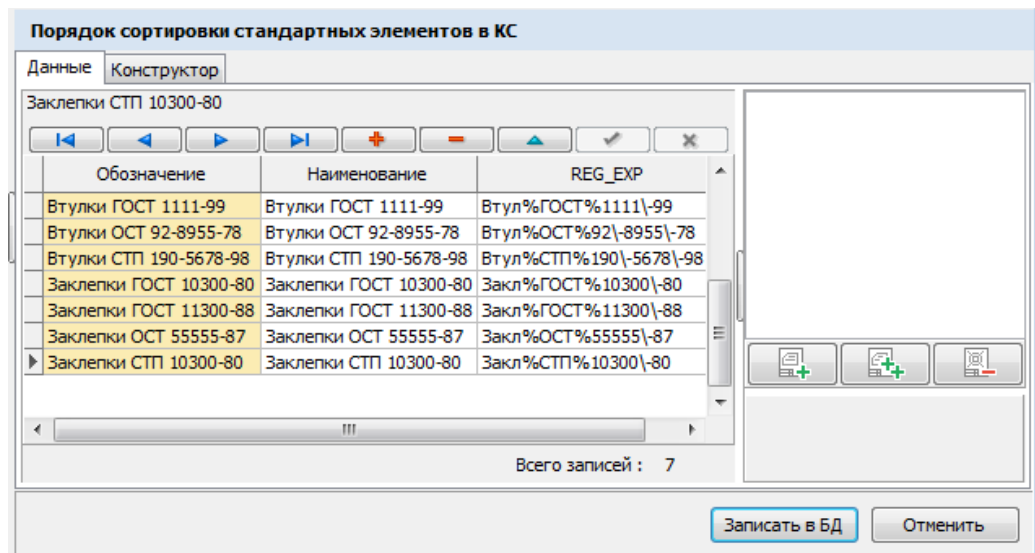 Порядок сортировки стандартных элементов в КС
Данные Конструктор
Заклепки СТП 10300-80
Обозначение Наименование REG_EXP
Втулки ГОСТ 1111-99 Втулки ГОСТ 1111-99 Втул%ГОСТ%1111\-99
Втулки ОСТ 92-8955-78 Втулки ОСТ 92-8955-78 Втул%ОСТ%92\-8955\-78
Втулки СТП 190-5678-98 Втулки СТП 190-5678-98 Втул%СТП%190\-5678\-98
Заклепки ГОСТ 10300-80 Заклепки ГОСТ 10300-80 Закл%ГОСТ%10300\-80
Заклепки ГОСТ 11300-88 Заклепки ГОСТ 11300-88 Закл%ГОСТ%11300\-88
Заклепки ОСТ 55555-87 Заклепки ОСТ 55555-87 Закл%ОСТ%55555\-87
Заклепки СТП 10300-80 Заклепки СТП 10300-80 Закл%СТП%10300\-80
Всего записей : 7
Записать в БД Отменить